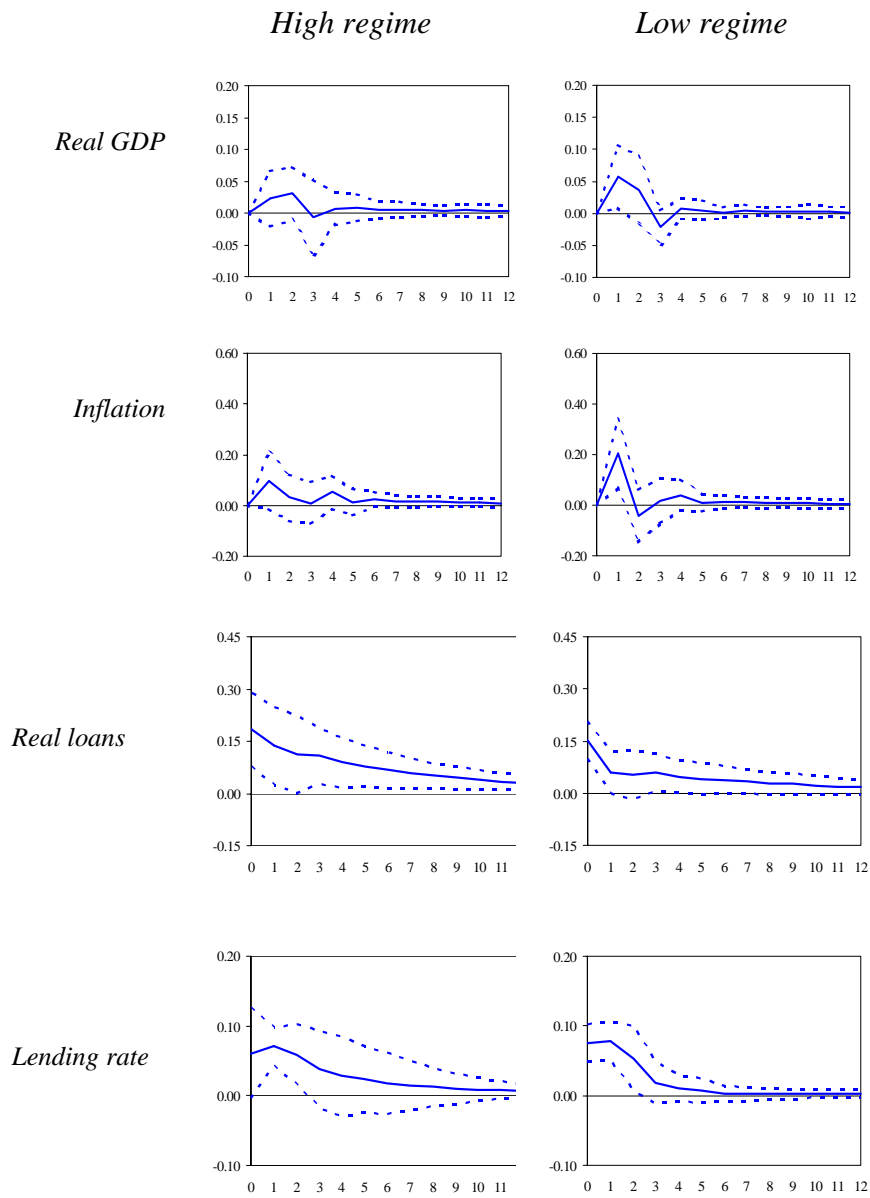 High regime Low regime
Real GDP
0.20 0.20
0.15 0.15
0.10 0.10
0.05 0.05
0.00 0.00
-0.05 -0.05
-0.10 -0.10
0 1 2 3 4 5 6 7 8 9 10 11 12 0 1 2 3 4 5 6 7 8 9 10 11 12
Inflation
0.60 0.60
0.40 0.40
0.20 0.20
0.00 0.00
-0.20 -0.20
0 1 2 3 4 5 6 7 8 9 10 11 12 0 1 2 3 4 5 6 7 8 9 10 11 12
Real loans
0.45 0.45
0.30 0.30
0.15 0.15
0.00 0.00
-0.15 -0.15
0 1 2 3 4 5 6 7 8 9 10 11 0 1 2 3 4 5 6 7 8 9 10 11 12
Lending rate
0.20 0.20
0.10 0.10
0.00 0.00
-0.10 -0.10
0 1 2 3 4 5 6 7 8 9 10 11 0 1 2 3 4 5 6 7 8 9 10 11 12